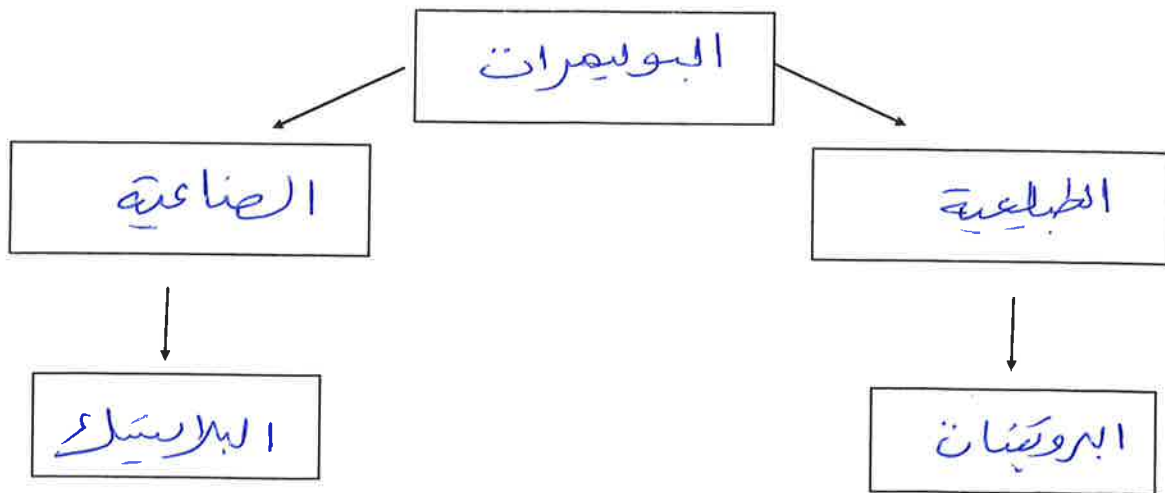 البوليمرات
الطبيعية
الصناعية
البروتينات
البلاستيك